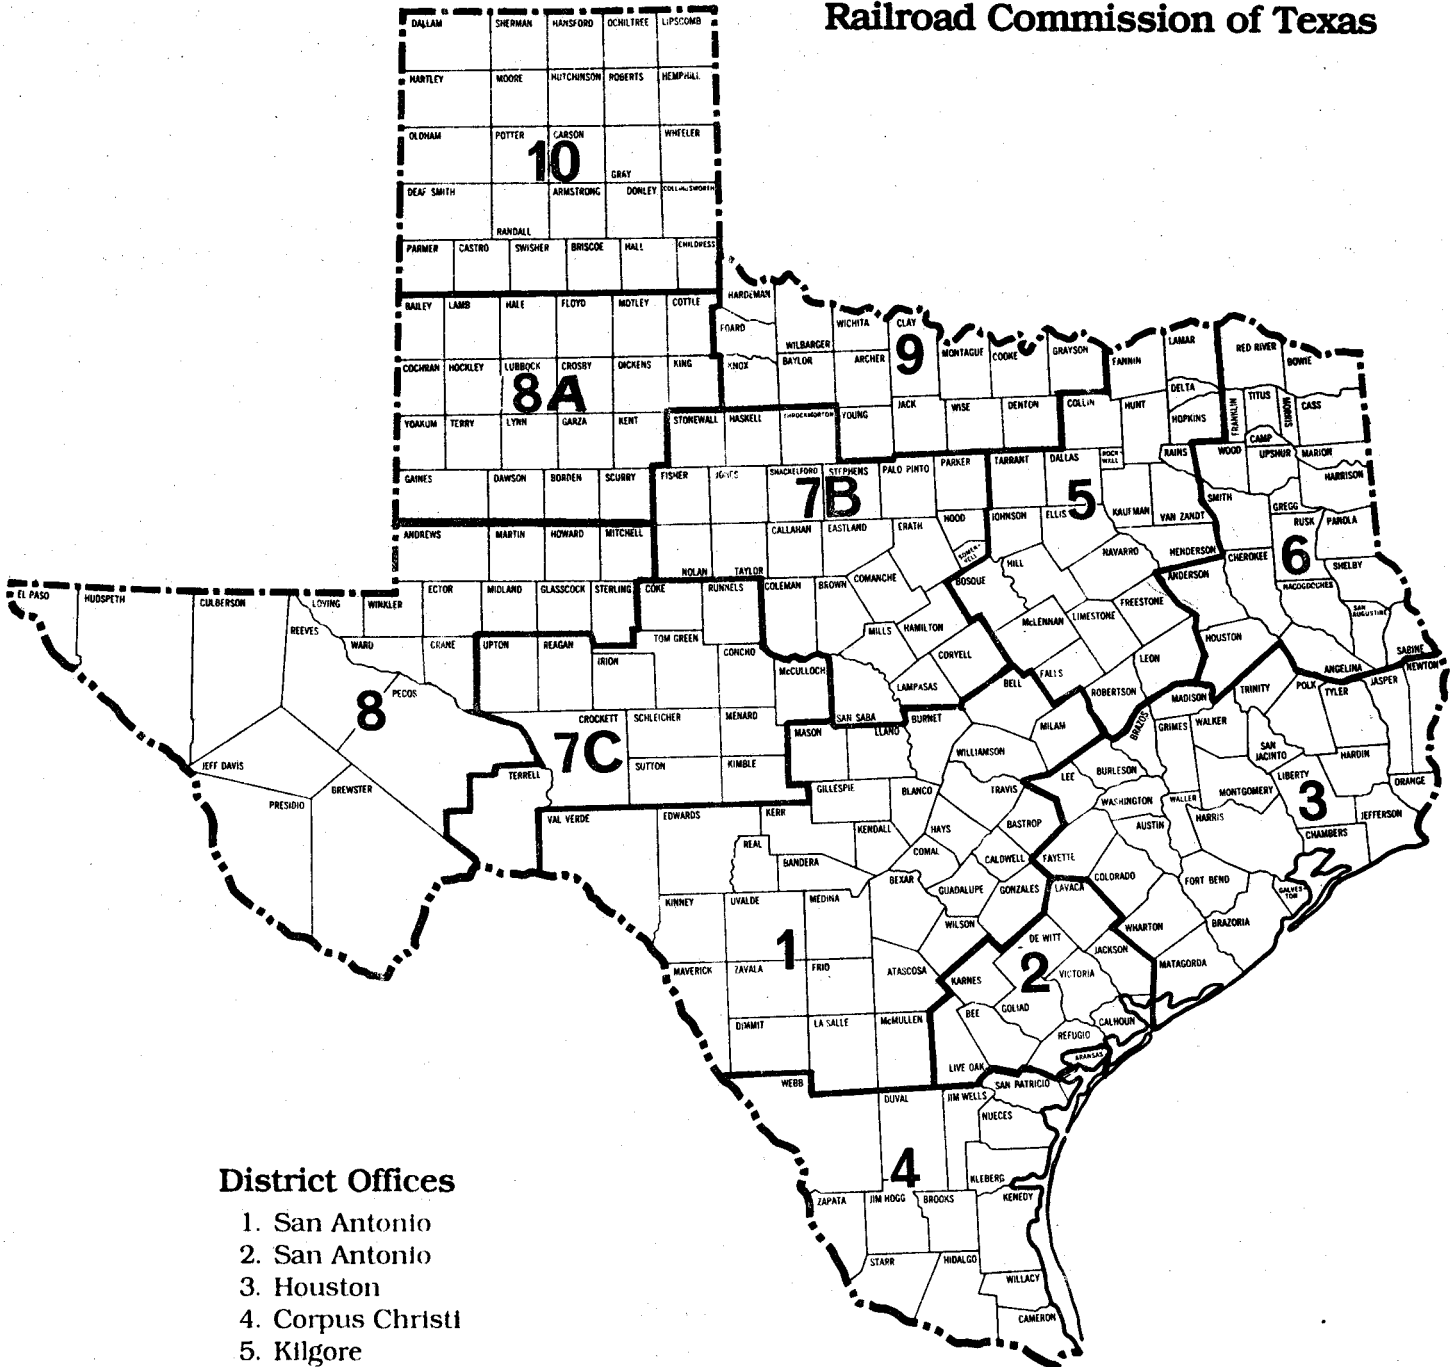 Railroad Commission of Texas
DALLAM SHERMAN HANSFORD OCHILTREE LIPSCOMB
HARTLEY MOORE HUTCHINSON ROBERTS HEMPHILL
OLDHAM POTTER CARSON WHEELER
10
GRAY
DEAF SMITH ARMSTRONG DONLEY COLLINGSWORTH
RANDALL
PARMER CASTRO SWISHER BRISCOE HALL CHILDRESS
BAILEY LAMB HALE FLOYD MOTLEY COTTLE HARDEMAN
FOARD WILBARGER WICHITA CLAY
9
MONTAGUE COOKE GRAYSON FANNIN LAMAR RED RIVER BOWIE
COCHRAN HOCKLEY LUBBOCK CROSBY DICKENS KING KNOX BAYLOR ARCHER
8A
DELTA
YOAKUM TERRY LYNN GARZA KENT STONEWALL HASKELL THROCKMORTON YOUNG JACK WISE DENTON COLLIN HUNT HOPKINS FRANKLIN TITUS MORRIS CASS
CAMP
GAINES DAWSON BORDEN SCURRY FISHER JONES SHACKELFORD STEPHENS PALO PINTO PARKER TARRANT DALLAS ROCK WALL RAINS WOOD UPSHUR MARION
HARRISON
7B
5
ANDREWS MARTIN HOWARD MITCHELL NOLAN TAYLOR CALLAHAN EASTLAND ERATH HOOD JOHNSON ELLIS KAUFMAN VAN ZANDT SMITH GREGG RUSK PANOLA
SOMERVELL HILL NAVARRO HENDERSON CHEROKEE
6
SHELBY
EL PASO HUDSPETH CULBERSON REEVES LOVING WINKLER ECTOR MIDLAND GLASSCOCK STERLING COKE RUNNELS COLEMAN BROWN COMANCHE BOSQUE ANDERSON NACOGDOCHES
SAN AUGUSTINE
WARD CRANE UPTON REAGAN IRION TOM GREEN CONCHO McCULLOCH MILLS HAMILTON McLENNAN LIMESTONE FREESTONE HOUSTON ANGELINA SABINE
CORYELL FALLS LEON NEWTON
8
PECOS CROCKETT SCHLEICHER MENARD SAN SABA LAMPASAS BURNET BELL ROBERTSON MADISON TRINITY POLK TYLER JASPER
7C
MASON LLANO MILAM BRAZOS GRIMES WALKER
JEFF DAVIS TERRELL SUTTON KIMBLE WILLIAMSON SAN JACINTO HARDIN
PRESIDIO BREWSTER GILLESPIE BLANCO TRAVIS LEE BURLESON MONTGOMERY LIBERTY ORANGE
3
VAL VERDE EDWARDS KERR KENDALL HAYS BASTROP WASHINGTON WALLER HARRIS JEFFERSON
REAL BANDERA COMAL CALDWELL FAYETTE AUSTIN CHAMBERS
KINNEY UVALDE MEDINA BEXAR GUADALUPE GONZALES LAVACA COLORADO FORT BEND GALVES TON
1
WILSON DE WITT WHARTON BRAZORIA
MAVERICK ZAVALA FRIO ATASCOSA KARNES
2
VICTORIA JACKSON MATAGORDA
DIMMIT LA SALLE McMULLEN BEE GOLIAD CALHOUN
REFUGIO
LIVE OAK ARANSAS
WEBB DUVAL JIM WELLS SAN PATRICIO
NUECES
4
KLEBERG
ZAPATA JIM HOGG BROOKS KENEDY
STARR HIDALGO
WILLACY
CAMERON
District Offices
1. San Antonio
2. San Antonio
3. Houston
4. Corpus Christi
5. Kilgore